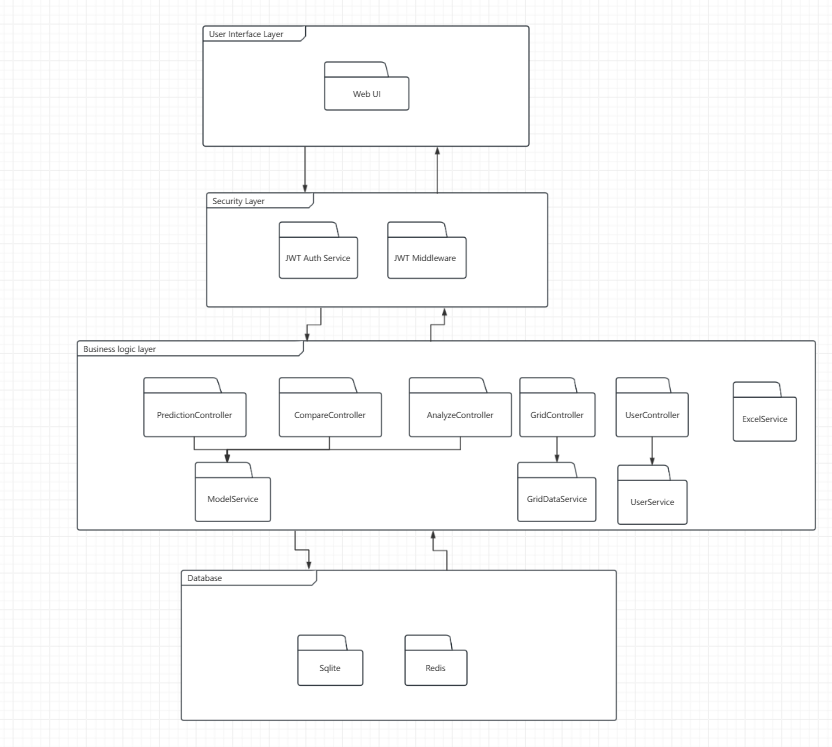 User Interface Layer
Web UI
Security Layer
JWT Auth Service
JWT Middleware
Business logic layer
PredictionController
CompareController
AnalyzeController
GridController
UserController
ExcelService
ModelService
GridDataService
UserService
Database
Sqlite
Redis